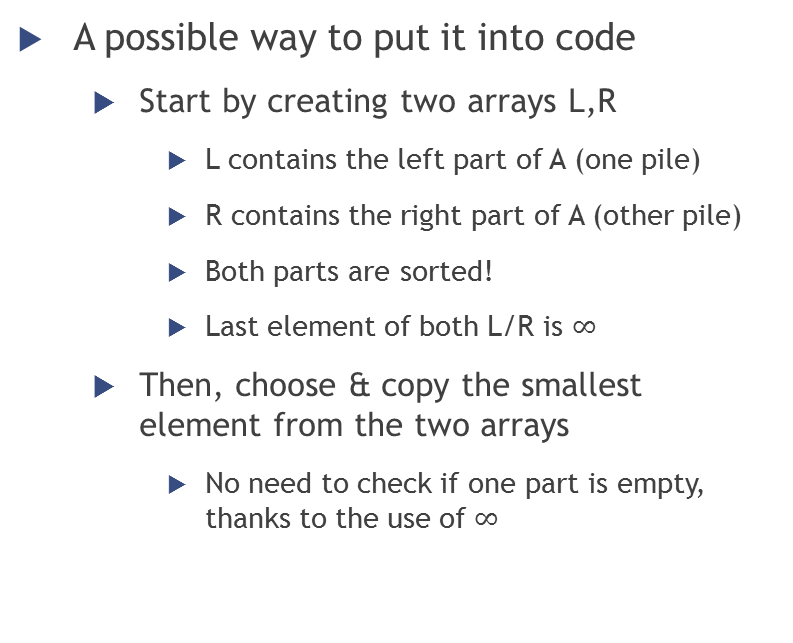 A possible way to put it into code
Start by creating two arrays L,R
L contains the left part of A (one pile)
R contains the right part of A (other pile)
Both parts are sorted!
Last element of both L/R is ∞
Then, choose & copy the smallest
element from the two arrays
No need to check if one part is empty,
thanks to the use of ∞